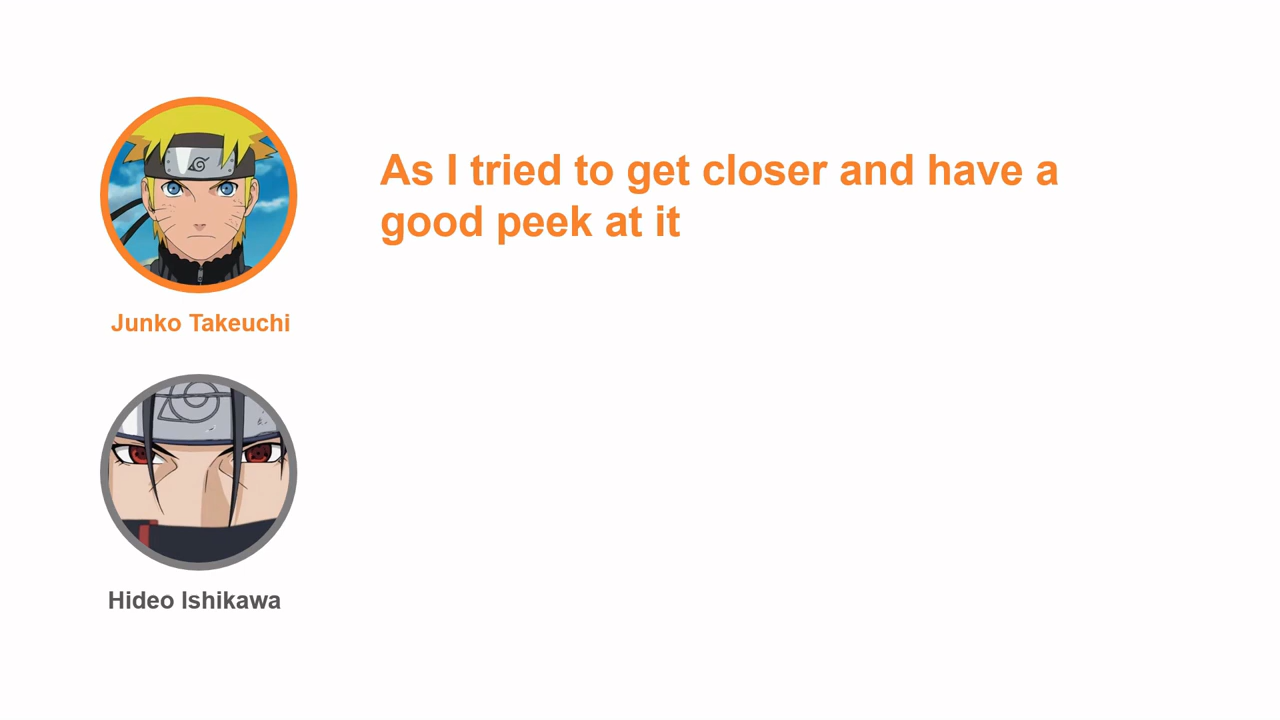 As I tried to get closer and have a
good peek at it
Junko Takeuchi
Hideo Ishikawa